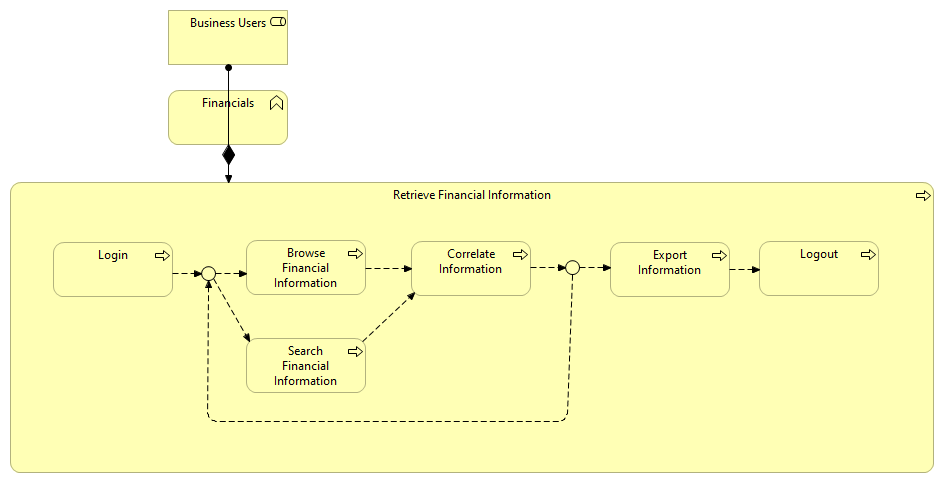 Business Users
Financials
Retrieve Financial Information
Login
Browse
Financial
Information
Correlate
Information
Export
Information
Logout
Search
Financial
Information